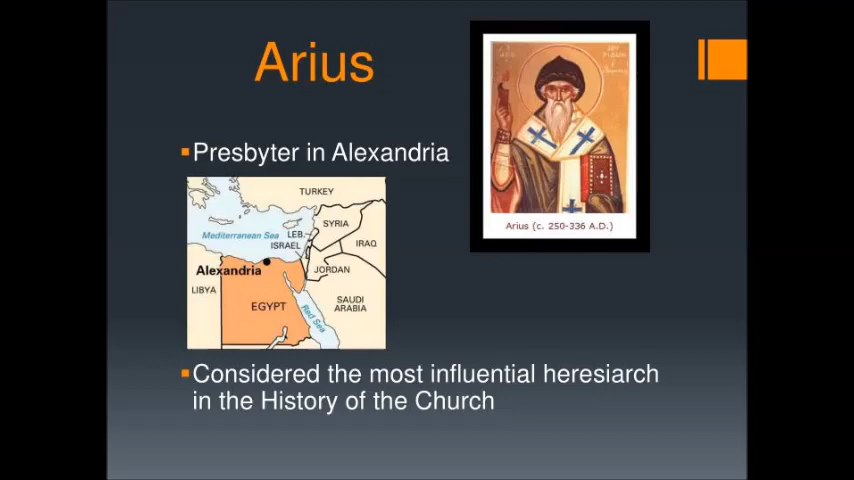 Arius
Presbyter in Alexandria
Arius (c. 250-336 A.D.)
TURKEY
SYRIA
Mediterranean Sea
LEB.
ISRAEL
IRAQ
Alexandria
JORDAN
LIBYA
EGYPT
Red Sea
SAUDI
ARABIA
Considered the most influential heresiarch
in the History of the Church